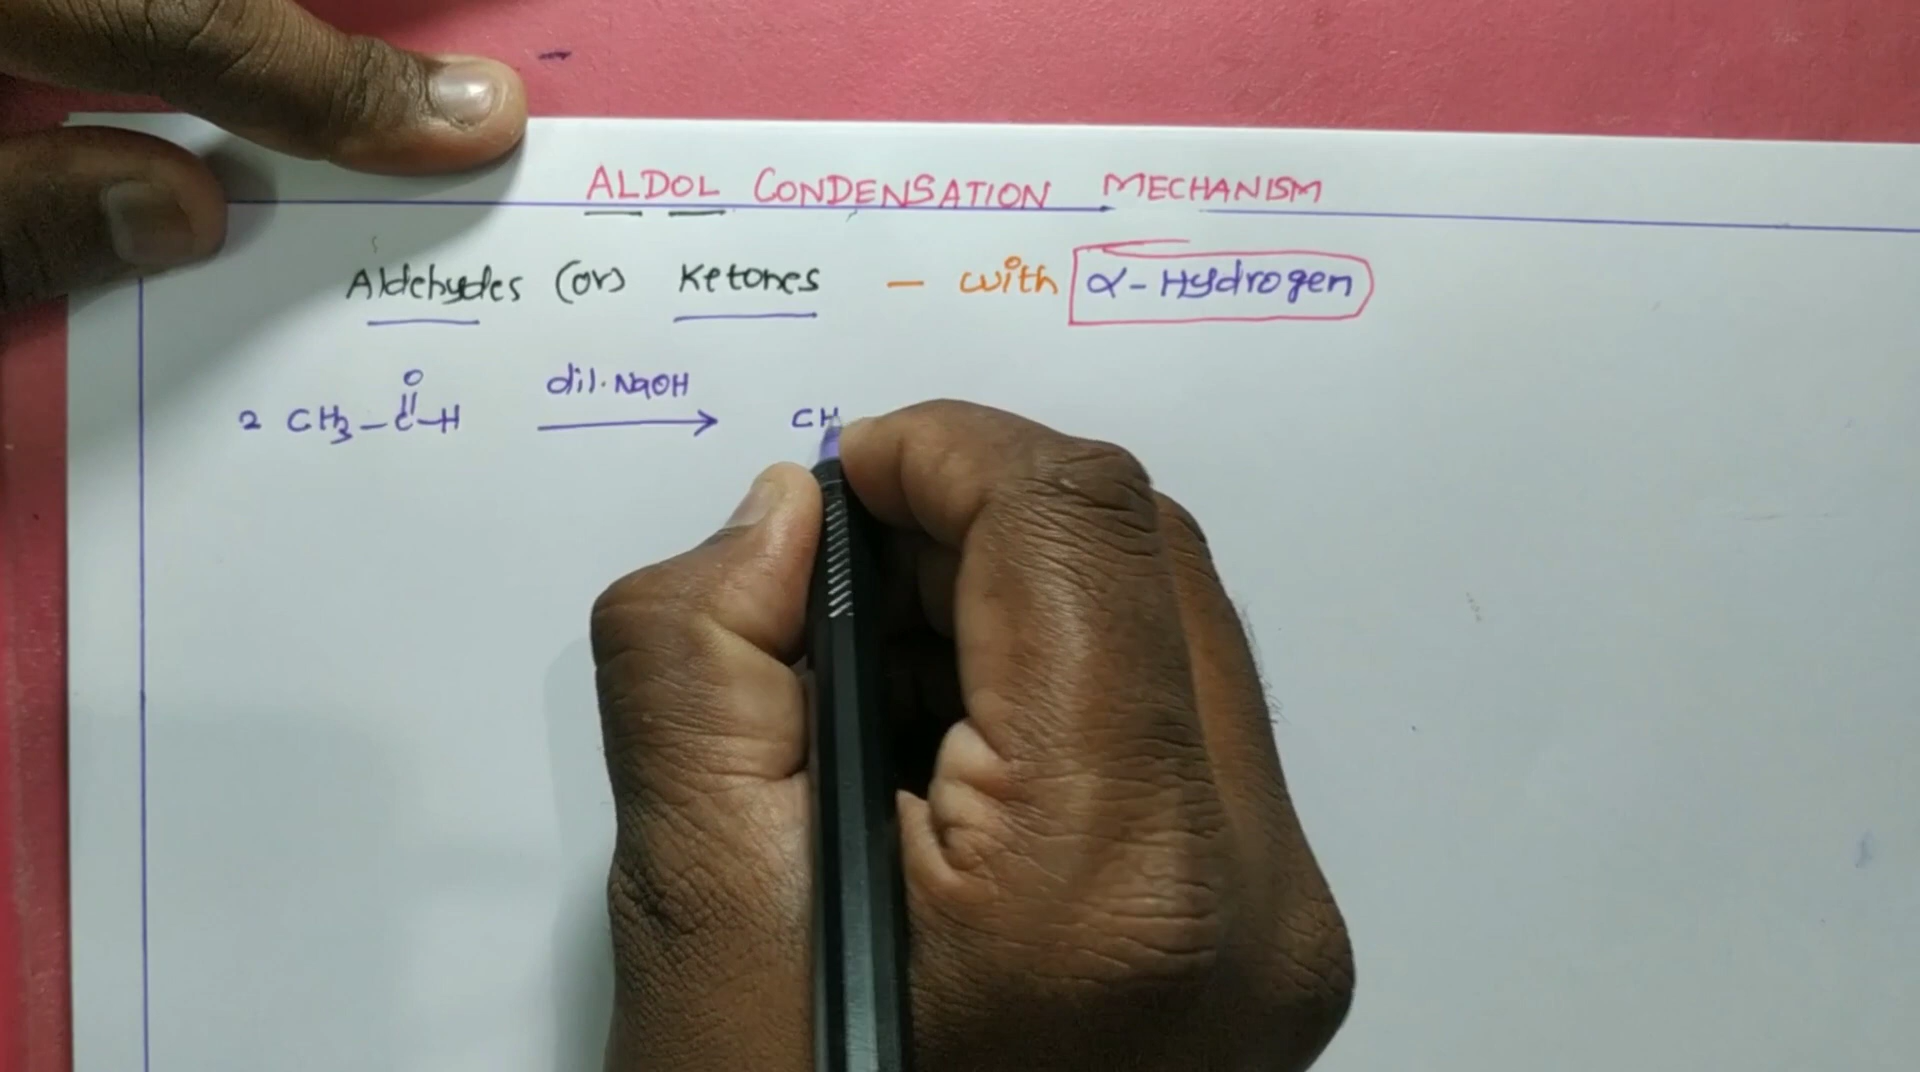 ALDOL CONDENSATION MECHANISM
Aldehydes (or) Ketones - with α-Hydrogen
O
2 CH3-C-H dil. NaOH CH